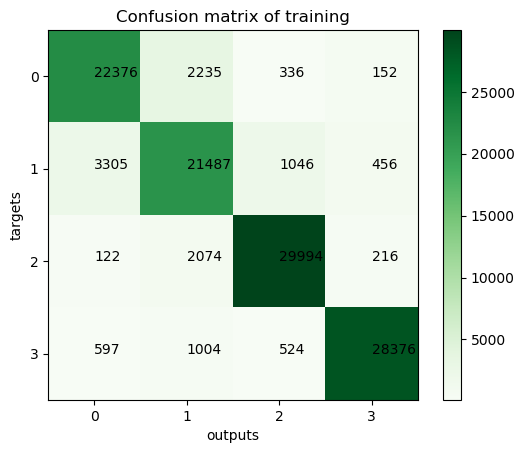 Confusion matrix of training
0 22376 2235 336 152
1 3305 21487 1046 456
2 122 2074 29994 216
3 597 1004 524 28376
0 1 2 3
outputs
targets
25000
20000
15000
10000
5000